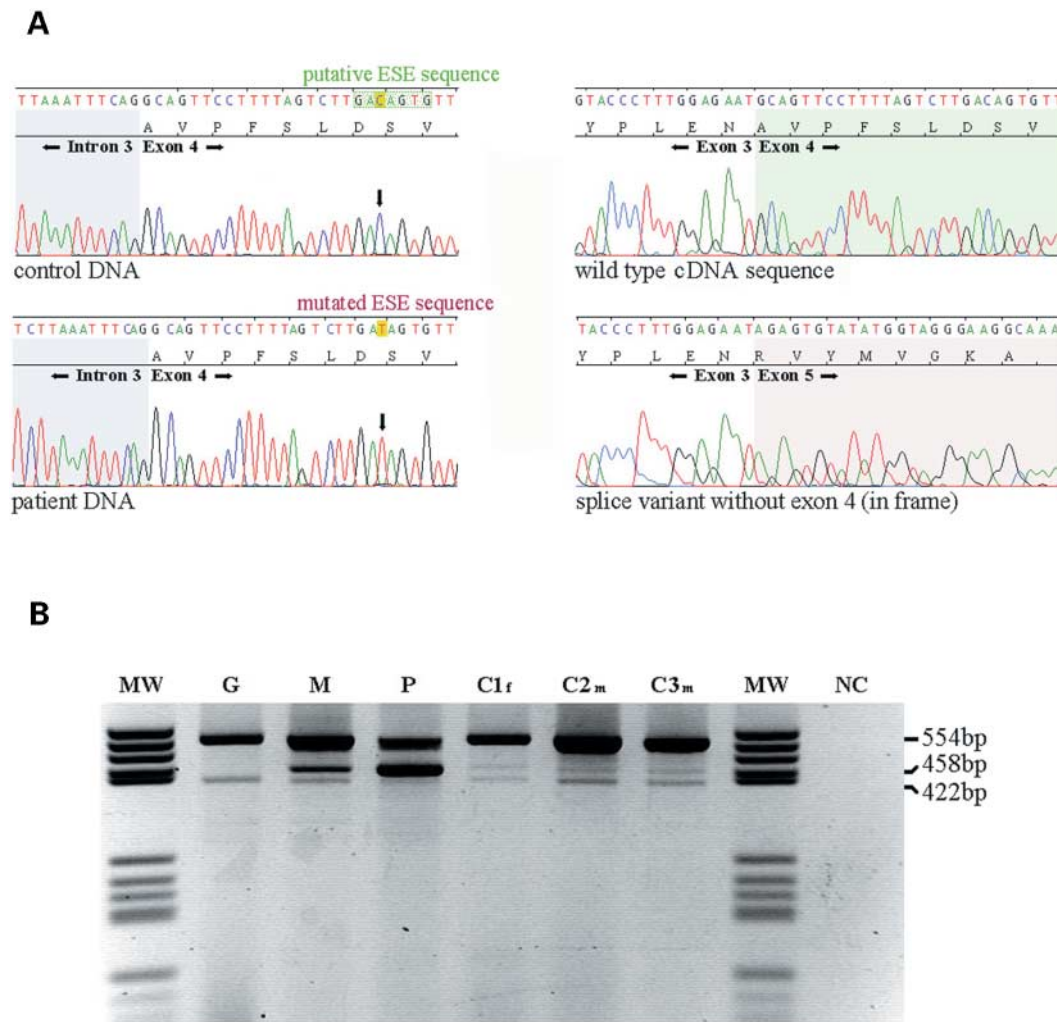 A
putative ESE sequence
TTAAATTTCAGGCAGTTCCTTTTAGTCTTGACAGTGTT
A V P F S L D S V
← Intron 3 Exon 4 →
control DNA
mutated ESE sequence
TCTTAAATTTCAGGCAGTTCCTTTTAGTCTTGATAGTGTT
A V P F S L D S V
← Intron 3 Exon 4 →
patient DNA
GTACCCTTTGGAGAATGCAGTTCCTTTTAGTCTTGACAGTGTT
Y P L E N A V P F S L D S V
← Exon 3 Exon 4 →
wild type cDNA sequence
TACCCTTTGGAGAATAGAGTGTATATGGTAGGGAAGGCAAA
Y P L E N R V Y M V G K A
← Exon 3 Exon 5 →
splice variant without exon 4 (in frame)
B
MW G M P C1f C2m C3m MW NC
554bp
458bp
422bp